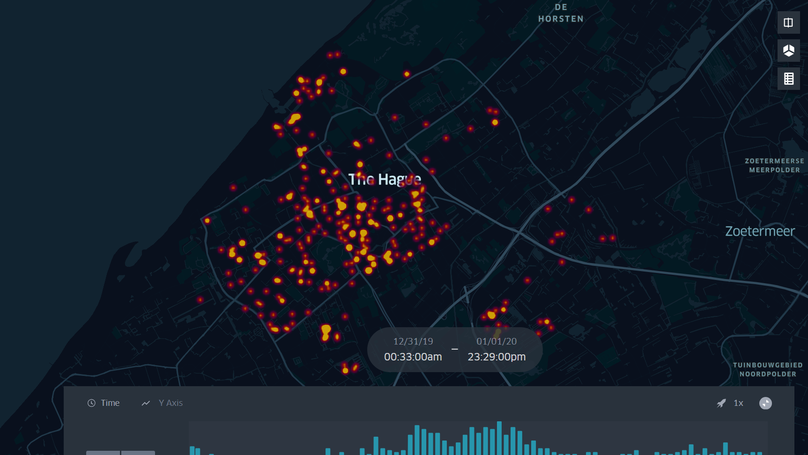 DE
HORSTEN
ZOETERMEERSE
MEERPOLDER
The Hague
Zoetermeer
12/31/19
00:33:00am
–
01/01/20
23:29:00pm
TUINBOUWGEBIED
NOORDPOLDER
Time
Y Axis
1x